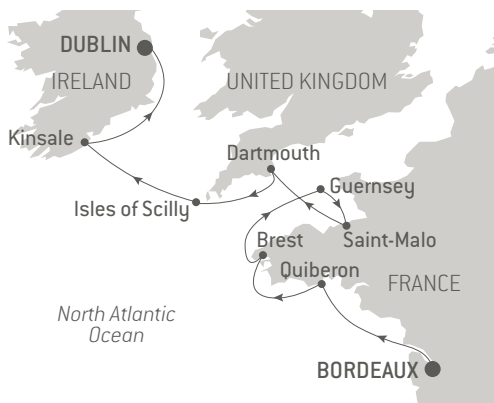 DUBLIN
IRELAND
UNITED KINGDOM
Kinsale
Dartmouth
Guernsey
Isles of Scilly
Brest
Saint-Malo
Quiberon
FRANCE
North Atlantic
Ocean
BORDEAUX